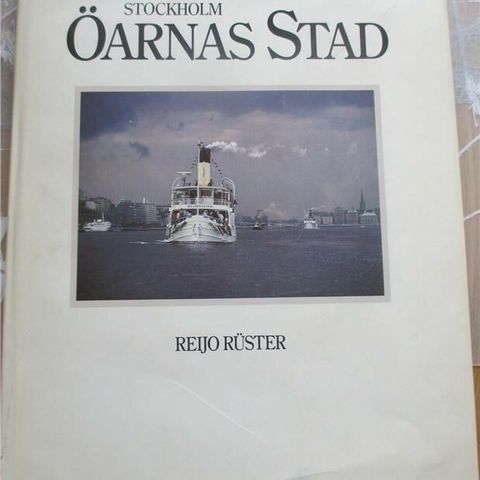 STOCKHOLM
ÖARNAS STAD
REIJO RÜSTER